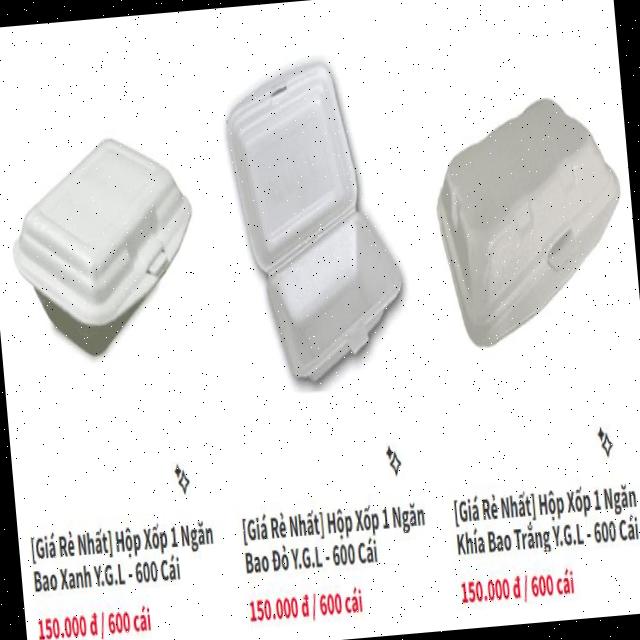 [Giá Rẻ Nhất] Hộp Xốp 1 Ngăn
Bao Xanh Y.G.L - 600 Cái
150.000 đ / 600 cái
[Giá Rẻ Nhất] Hộp Xốp 1 Ngăn
Bao Đỏ Y.G.L - 600 Cái
150.000 đ / 600 cái
[Giá Rẻ Nhất] Hộp Xốp 1 Ngăn
Khía Bao Trắng Y.G.L - 600 Cái
150.000 đ / 600 cái